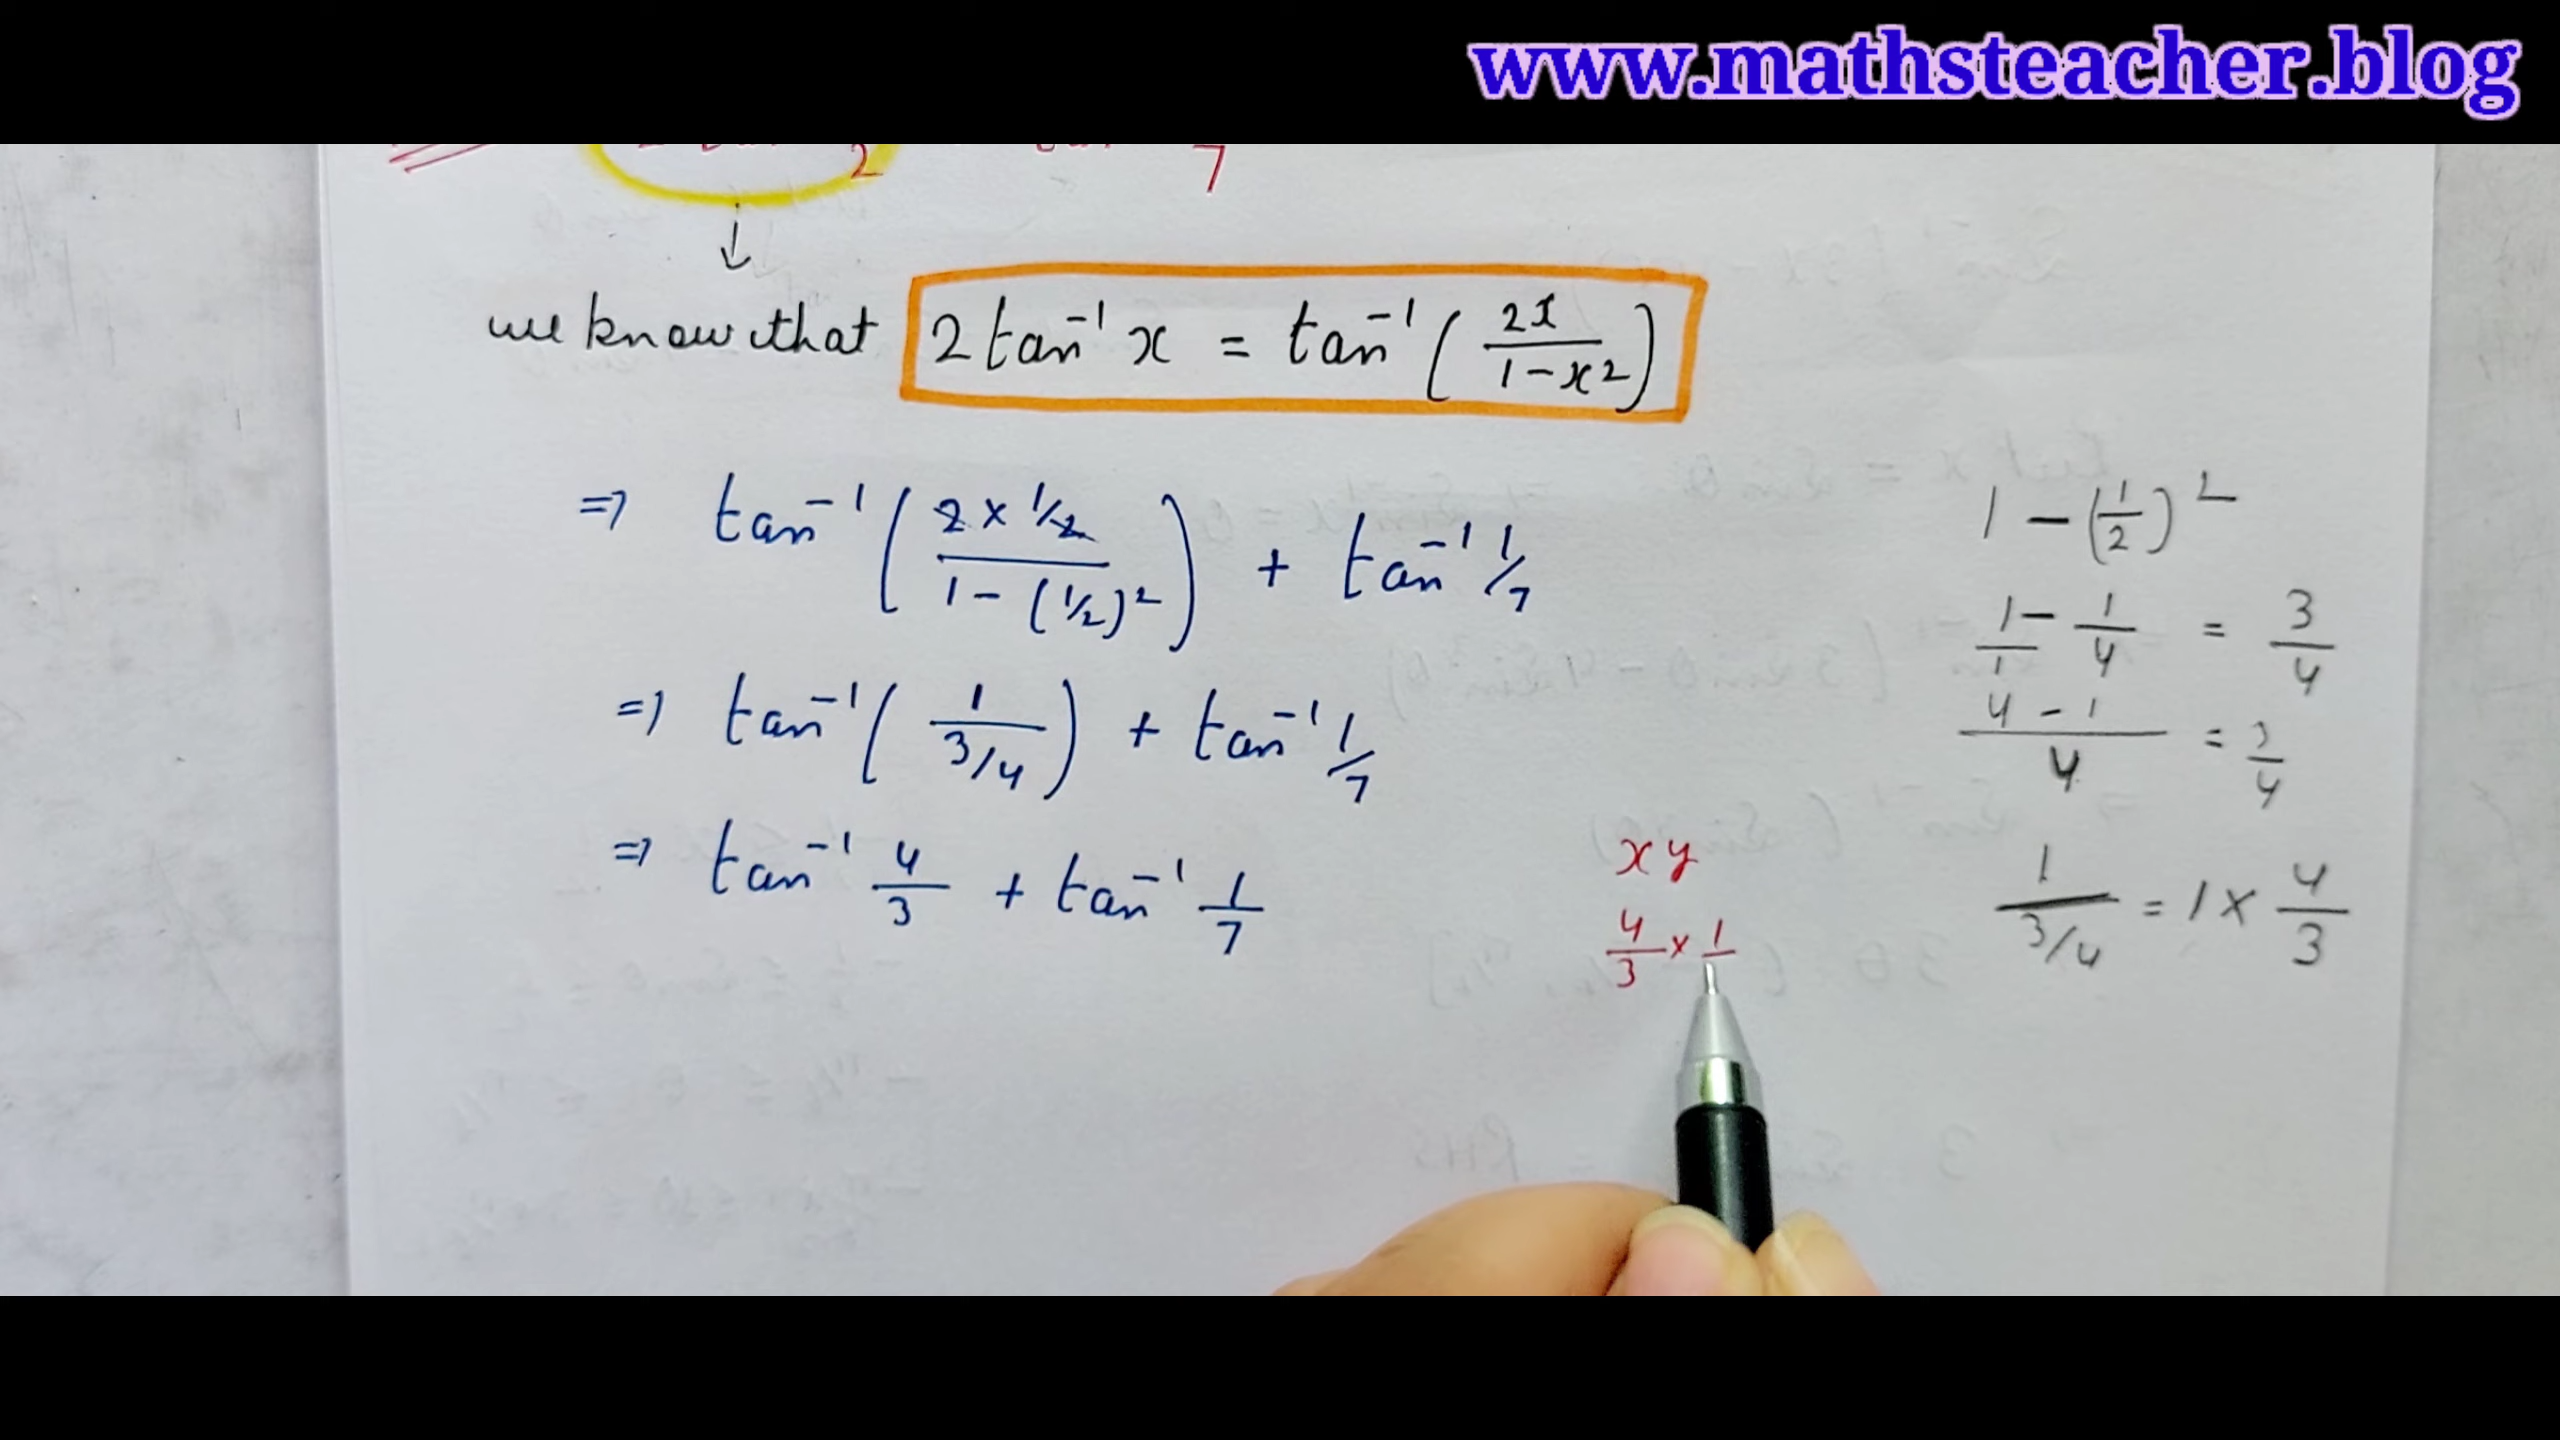 www.mathsteacher.blog
2 7
we know that 2 tan⁻¹ x = tan⁻¹ ( 2x / 1 - x² )
⇒ tan⁻¹ ( 2 × 1/2 / 1 - (1/2)² ) + tan⁻¹ 1/7
⇒ tan⁻¹ ( 1 / 3/4 ) + tan⁻¹ 1/7
⇒ tan⁻¹ 4/3 + tan⁻¹ 1/7
x y
4/3 × 1
1 - (1/2)²
1/1 - 1/4 = 3/4
4 - 1 / 4 = 3/4
1 / 3/4 = 1 × 4/3